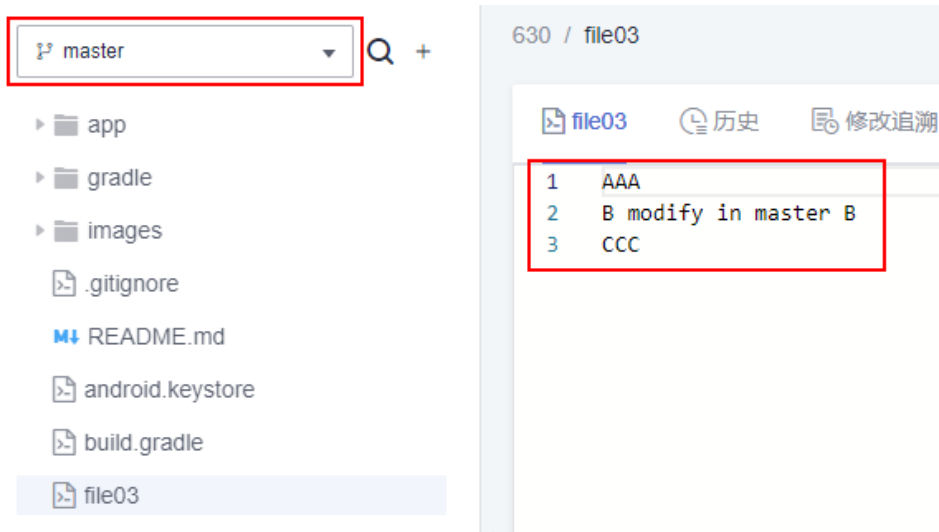 master
app
gradle
images
.gitignore
M↓ README.md
android.keystore
build.gradle
file03
630 / file03
file03 历史 修改追溯
1 AAA
2 B modify in master B
3 CCC